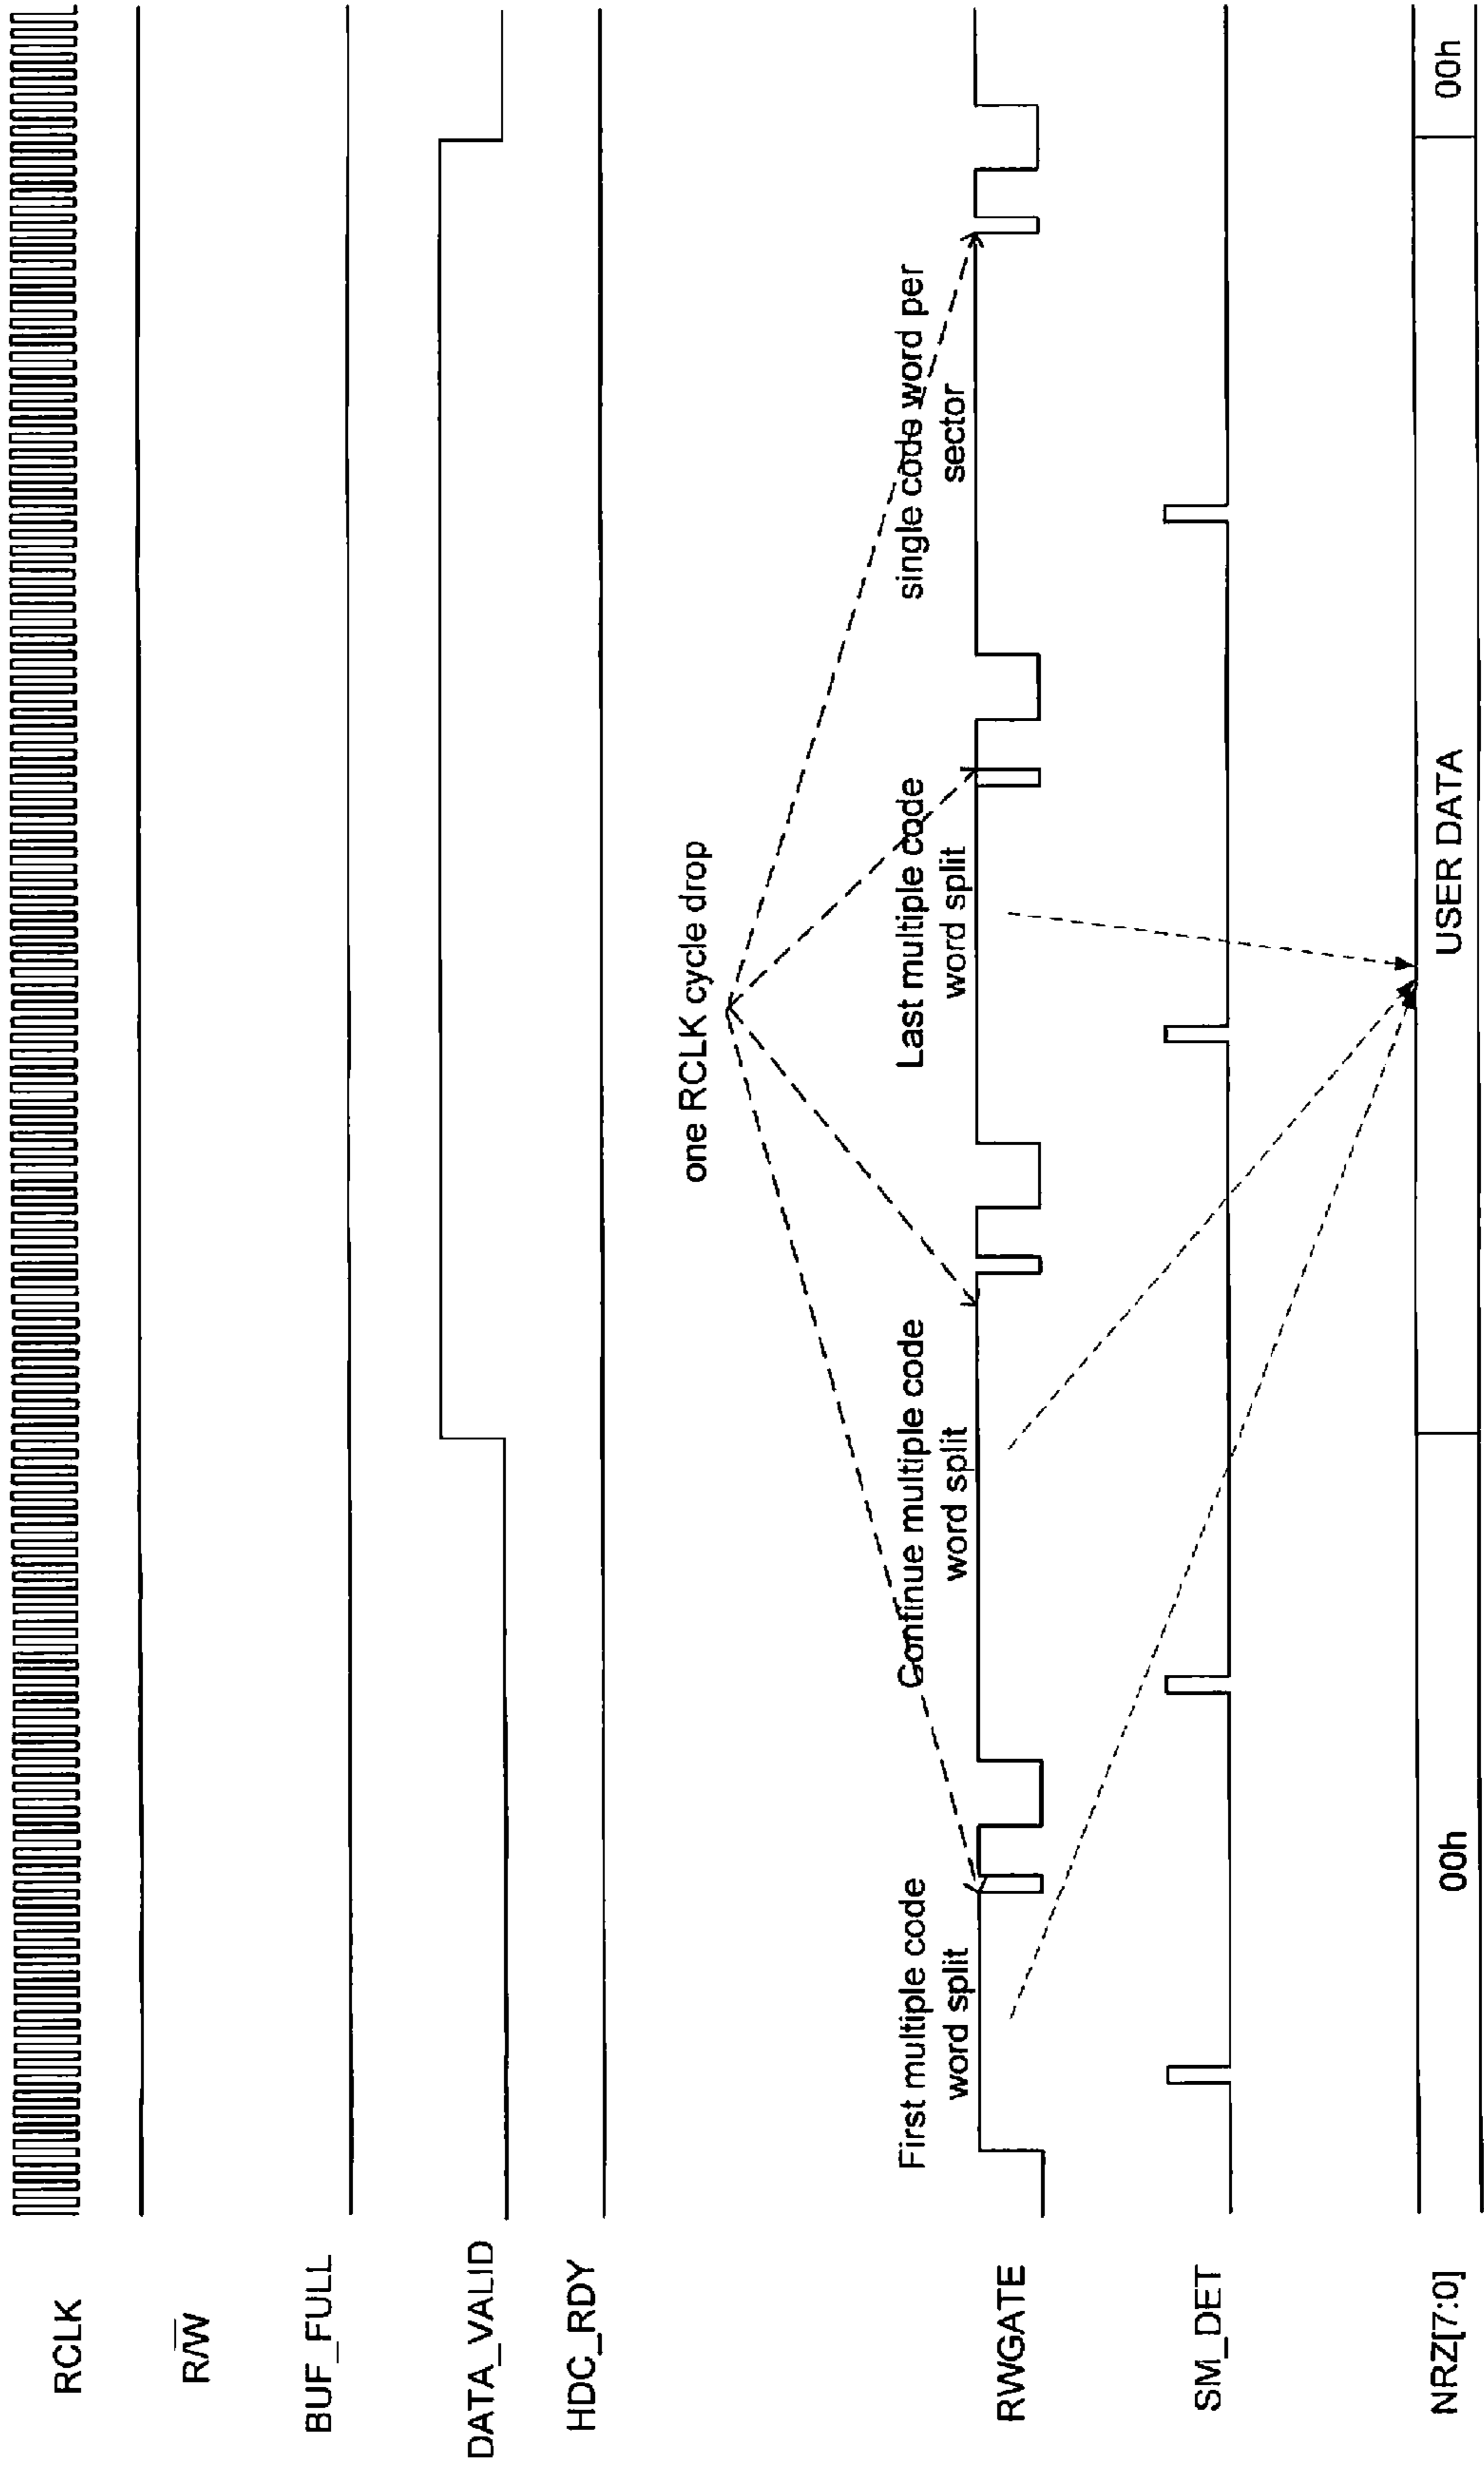 RCLK
R/W̅
BUF_FULL
DATA_VALID
HDC_RDY
one RCLK cycle drop
First multiple code
word split
Continue multiple code
word split
Last multiple code
word split
single code word per
sector
RWGATE
SM_DET
NRZ[7:0]
00h
USER DATA
00h